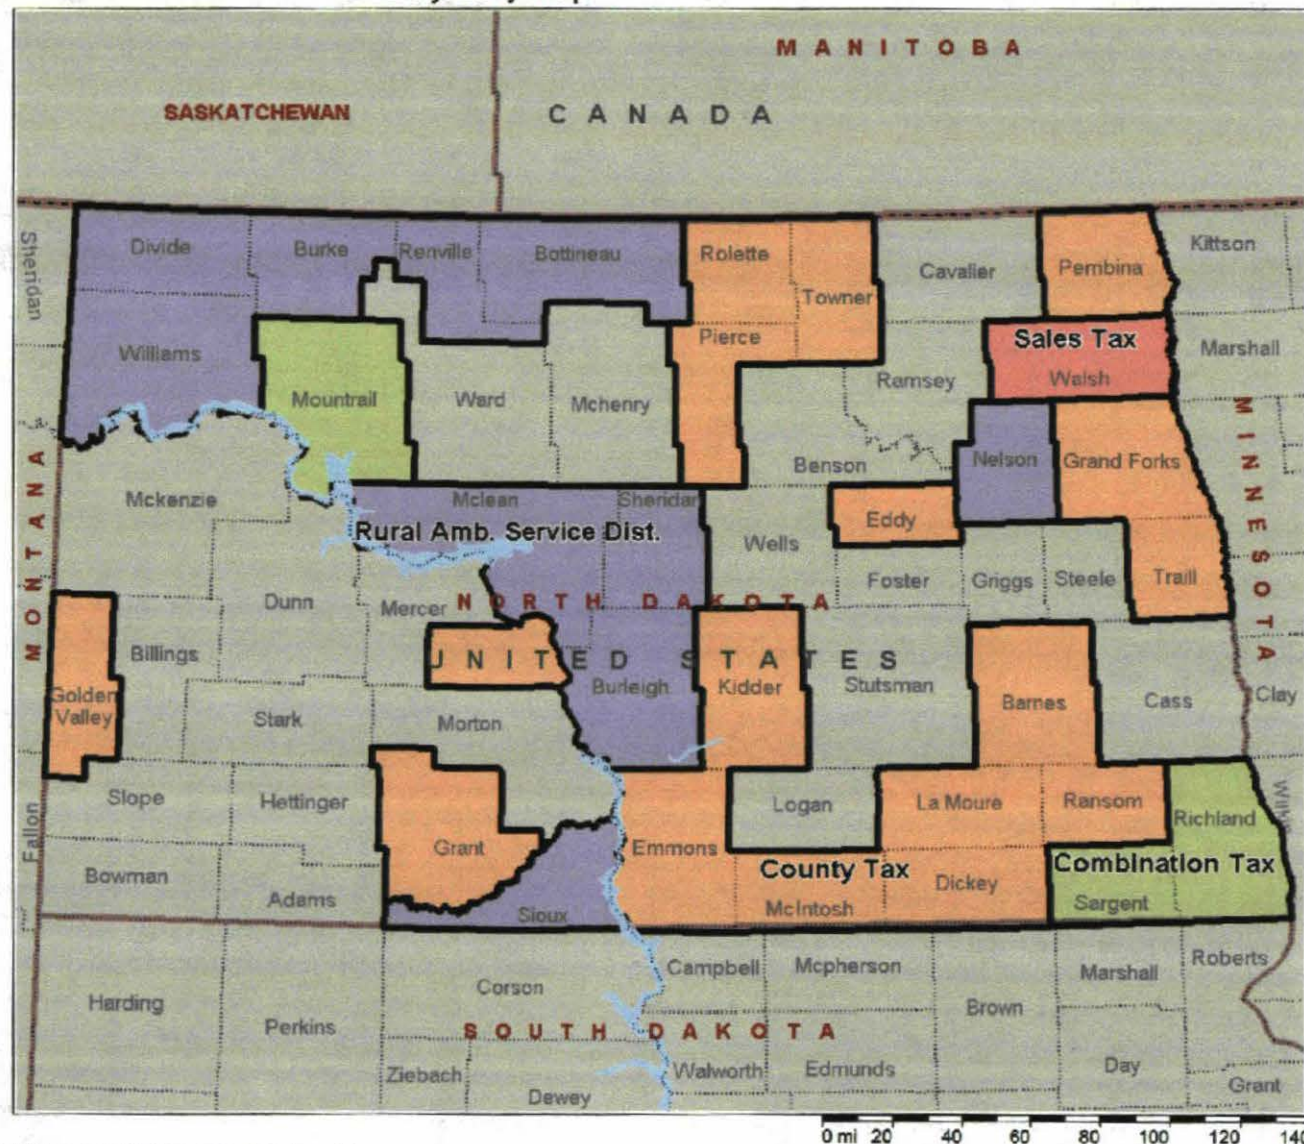 MANITOBA
SASKATCHEWAN
CANADA
Sheridan
Divide
Burke
Renville
Bottineau
Rolette
Towner
Cavalier
Pembina
Kittson
Williams
Pierce
Sales Tax
Walsh
Marshall
Mountrail
Ward
Mchenry
Ramsey
MINNESOTA
MONTANA
Mckenzie
Mclean
Sheridan
Benson
Nelson
Grand Forks
Eddy
Rural Amb. Service Dist.
Wells
Foster
Griggs
Steele
Traill
Dunn
Mercer
NORTH DAKOTA
Billings
UNITED STATES
Golden
Valley
Stark
Morton
Burleigh
Kidder
Stutsman
Barnes
Cass
Clay
Fallon
Slope
Hettinger
Grant
Emmons
Logan
La Moure
Ransom
Richland
Bowman
Adams
Sioux
County Tax
McIntosh
Dickey
Combination Tax
Sargent
Harding
Perkins
Corson
Campbell
Mcpherson
Brown
Marshall
Roberts
SOUTH DAKOTA
Ziebach
Dewey
Walworth
Edmunds
Day
Grant
0 mi 20 40 60 80 100 120